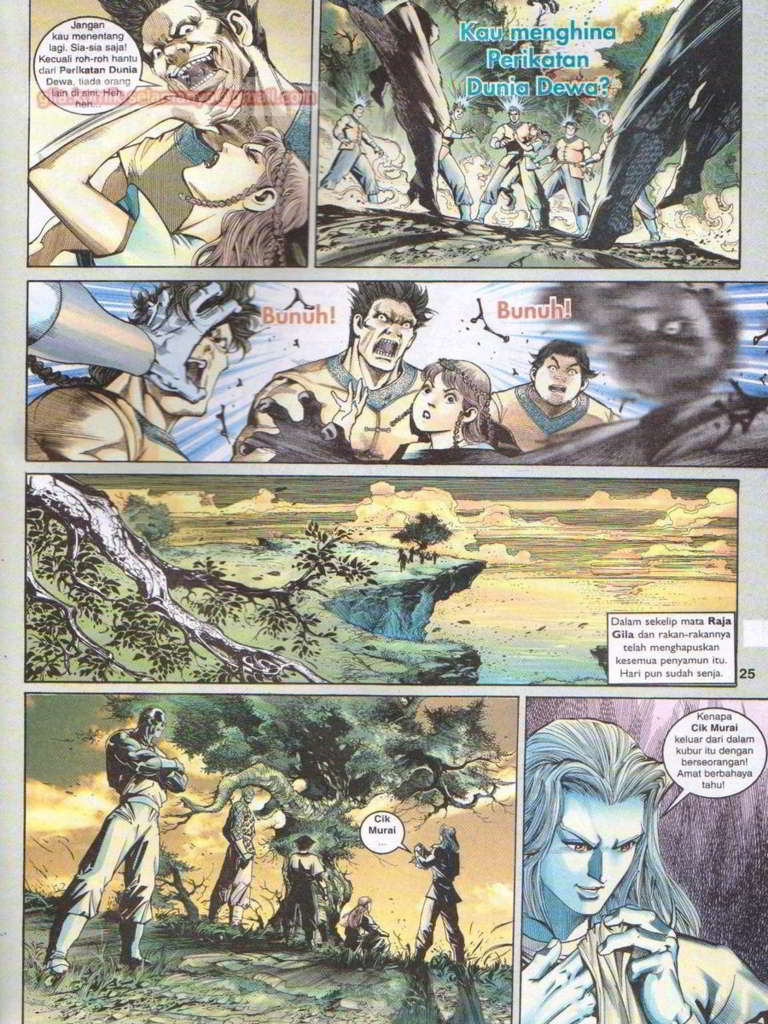 Jangan
kau menentang
lagi. Sia-sia saja!
Kecuali roh-roh hantu
dari Perikatan Dunia
Dewa, tiada orang
lain di sini. Heh,
heh...
Kau menghina
Perikatan
Dunia Dewa?
Bunuh!
Bunuh!
Dalam sekelip mata Raja
Gila dan rakan-rakannya
telah menghapuskan
kesemua penyamun itu.
Hari pun sudah senja.
25
Cik
Murai
...
Kenapa
Cik Murai
keluar dari dalam
kubur itu dengan
berseorangan!
Amat berbahaya
tahu!